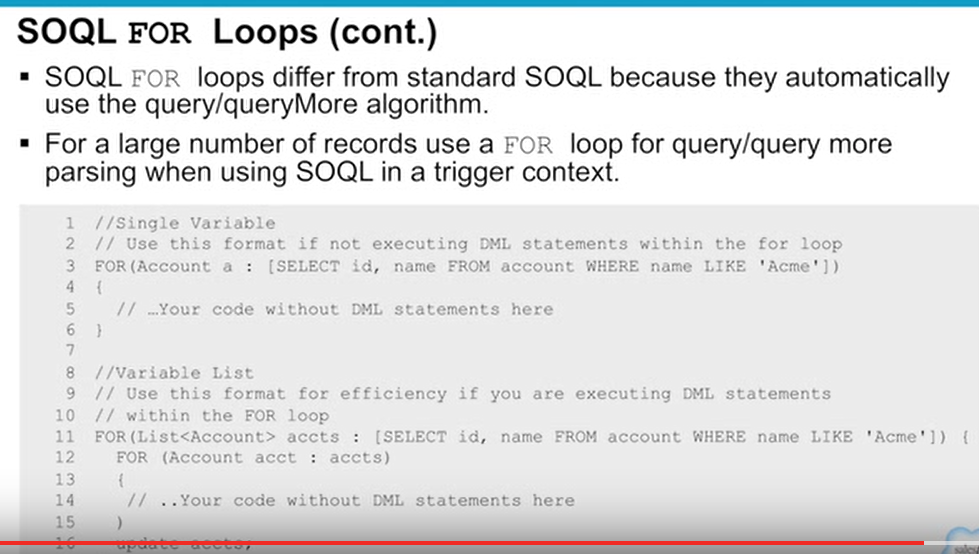 SOQL FOR Loops (cont.)
▪ SOQL FOR loops differ from standard SOQL because they automatically
use the query/queryMore algorithm.
▪ For a large number of records use a FOR loop for query/query more
parsing when using SOQL in a trigger context.
1 //Single Variable
2 // Use this format if not executing DML statements within the for loop
3 FOR(Account a : [SELECT id, name FROM account WHERE name LIKE 'Acme'])
4 {
5 // …Your code without DML statements here
6 }
7
8 //Variable List
9 // Use this format for efficiency if you are executing DML statements
10 // within the FOR loop
11 FOR(List<Account> accts : [SELECT id, name FROM account WHERE name LIKE 'Acme']) {
12 FOR (Account acct : accts)
13 {
14 // ..Your code without DML statements here
15 }
16 update accts;